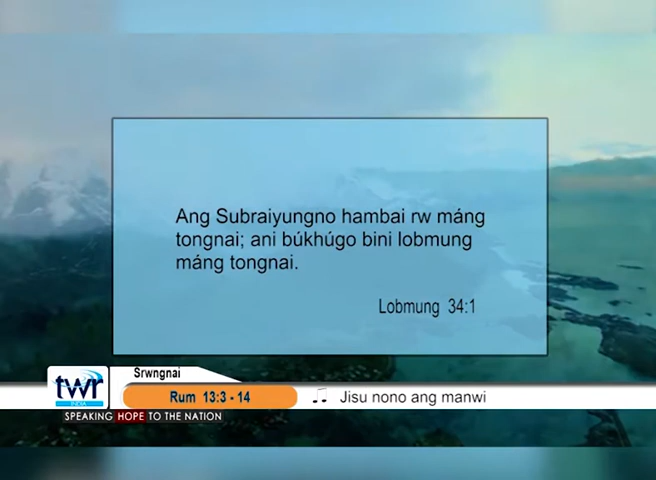 Ang Subraiyungno hambai rw máng
tongnai; ani búkhúgo bini lobmung
máng tongnai.
Lobmung 34:1
Srwngnai
twr
INDIA
Rum 13:3 - 14
Jisu nono ang manwi
SPEAKING HOPE TO THE NATION